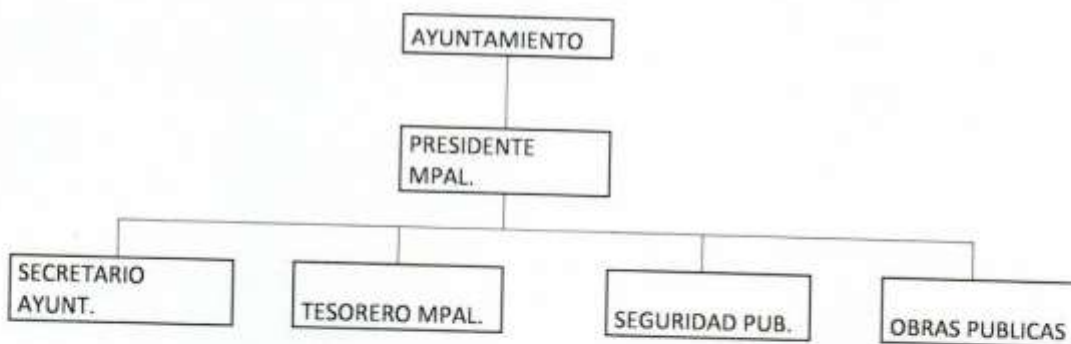 AYUNTAMIENTO
PRESIDENTE
MPAL.
SECRETARIO
AYUNT.
TESORERO MPAL.
SEGURIDAD PUB.
OBRAS PUBLICAS